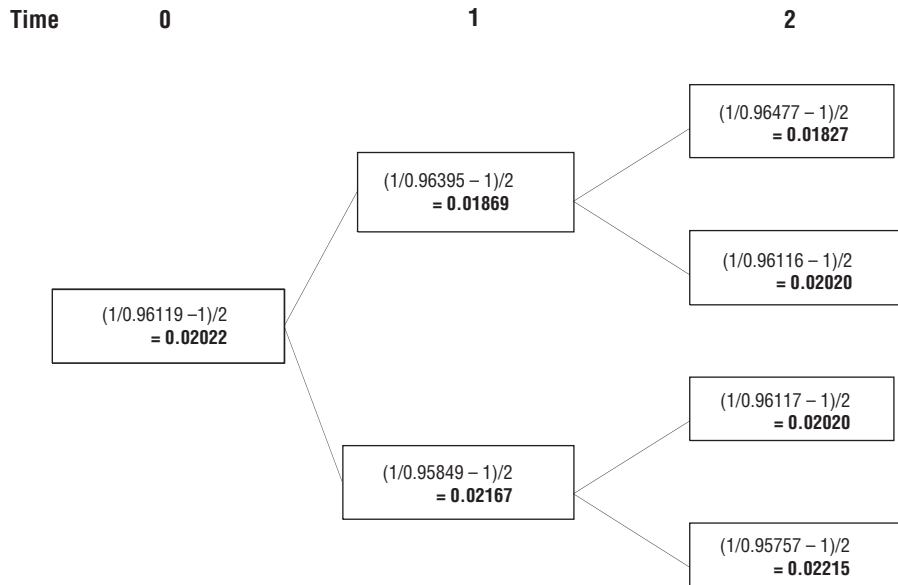 Time 0 1 2
(1/0.96477 – 1)/2
= 0.01827
(1/0.96395 – 1)/2
= 0.01869
(1/0.96116 – 1)/2
= 0.02020
(1/0.96119 –1)/2
= 0.02022
(1/0.96117 – 1)/2
= 0.02020
(1/0.95849 – 1)/2
= 0.02167
(1/0.95757 – 1)/2
= 0.02215